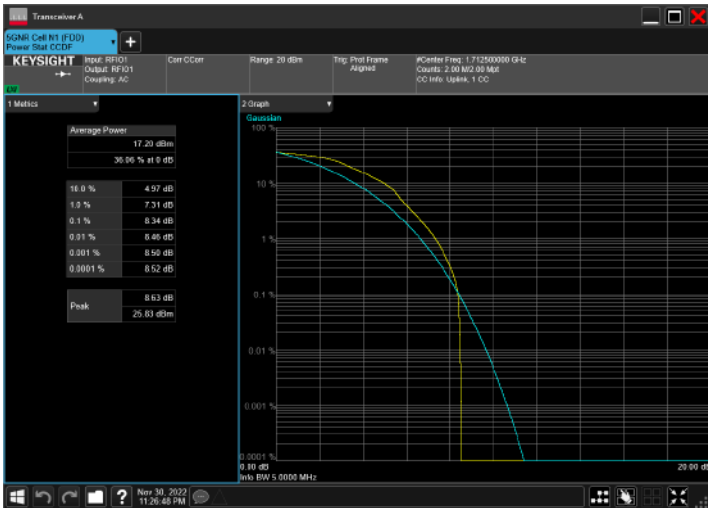 Transceiver A
5GNR Cell N1 (FDD)
Power Stat CCDF
KEYSIGHT
Input: RFIO1
Output: RFIO1
Coupling: AC
Corr CCorr
Range: 20 dBm
Trig: Prot Frame
Aligned
#Center Freq: 1.712500000 GHz
Counts: 2.00 M/2.00 Mpt
CC Info: Uplink, 1 CC
1 Metrics
Average Power
17.20 dBm
36.06 % at 0 dB
10.0 % 4.97 dB
1.0 % 7.31 dB
0.1 % 8.34 dB
0.01 % 8.46 dB
0.001 % 8.50 dB
0.0001 % 8.52 dB
Peak
8.63 dB
25.83 dBm
2 Graph
Gaussian
100 %
10 %
1 %
0.1 %
0.01 %
0.001 %
0.0001 %
0.00 dB
20.00 dB
Info BW 5.0000 MHz
Nov 30, 2022
11:26:48 PM